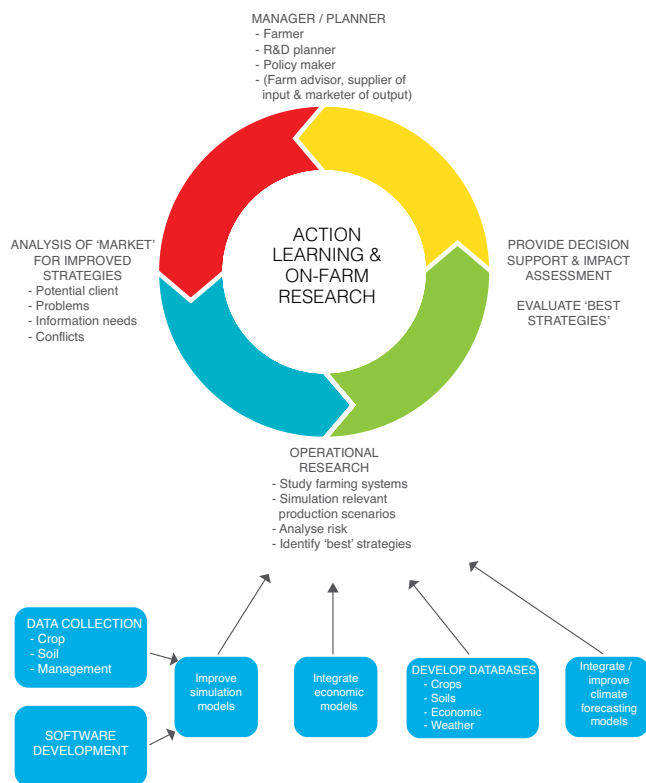 MANAGER / PLANNER
- Farmer
- R&D planner
- Policy maker
- (Farm advisor, supplier of
input & marketer of output)
ACTION
LEARNING &
ON-FARM
RESEARCH
ANALYSIS OF ‘MARKET’
FOR IMPROVED
STRATEGIES
- Potential client
- Problems
- Information needs
- Conflicts
PROVIDE DECISION
SUPPORT & IMPACT
ASSESSMENT
EVALUATE ‘BEST
STRATEGIES’
OPERATIONAL
RESEARCH
- Study farming systems
- Simulation relevant
production scenarios
- Analyse risk
- Identify ‘best’ strategies
DATA COLLECTION
- Crop
- Soil
- Management
SOFTWARE
DEVELOPMENT
Improve
simulation
models
Integrate
economic
models
DEVELOP DATABASES
- Crops
- Soils
- Economic
- Weather
Integrate /
improve
climate
forecasting
models